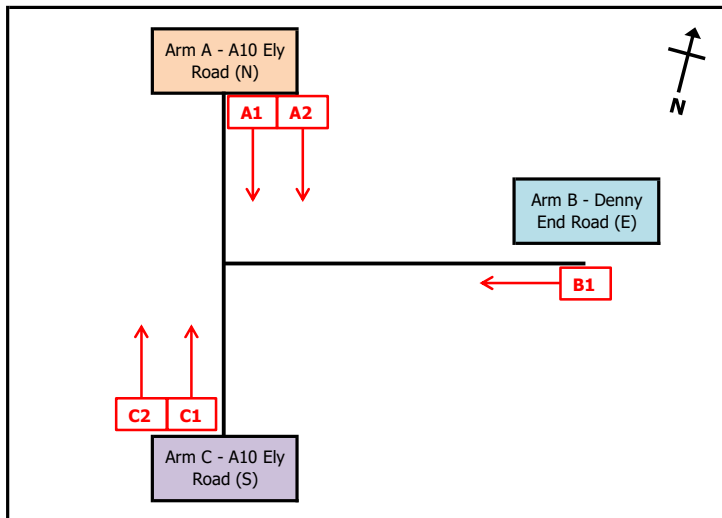 Arm A - A10 Ely
Road (N)
A1 A2
N
Arm B - Denny
End Road (E)
B1
C2 C1
Arm C - A10 Ely
Road (S)